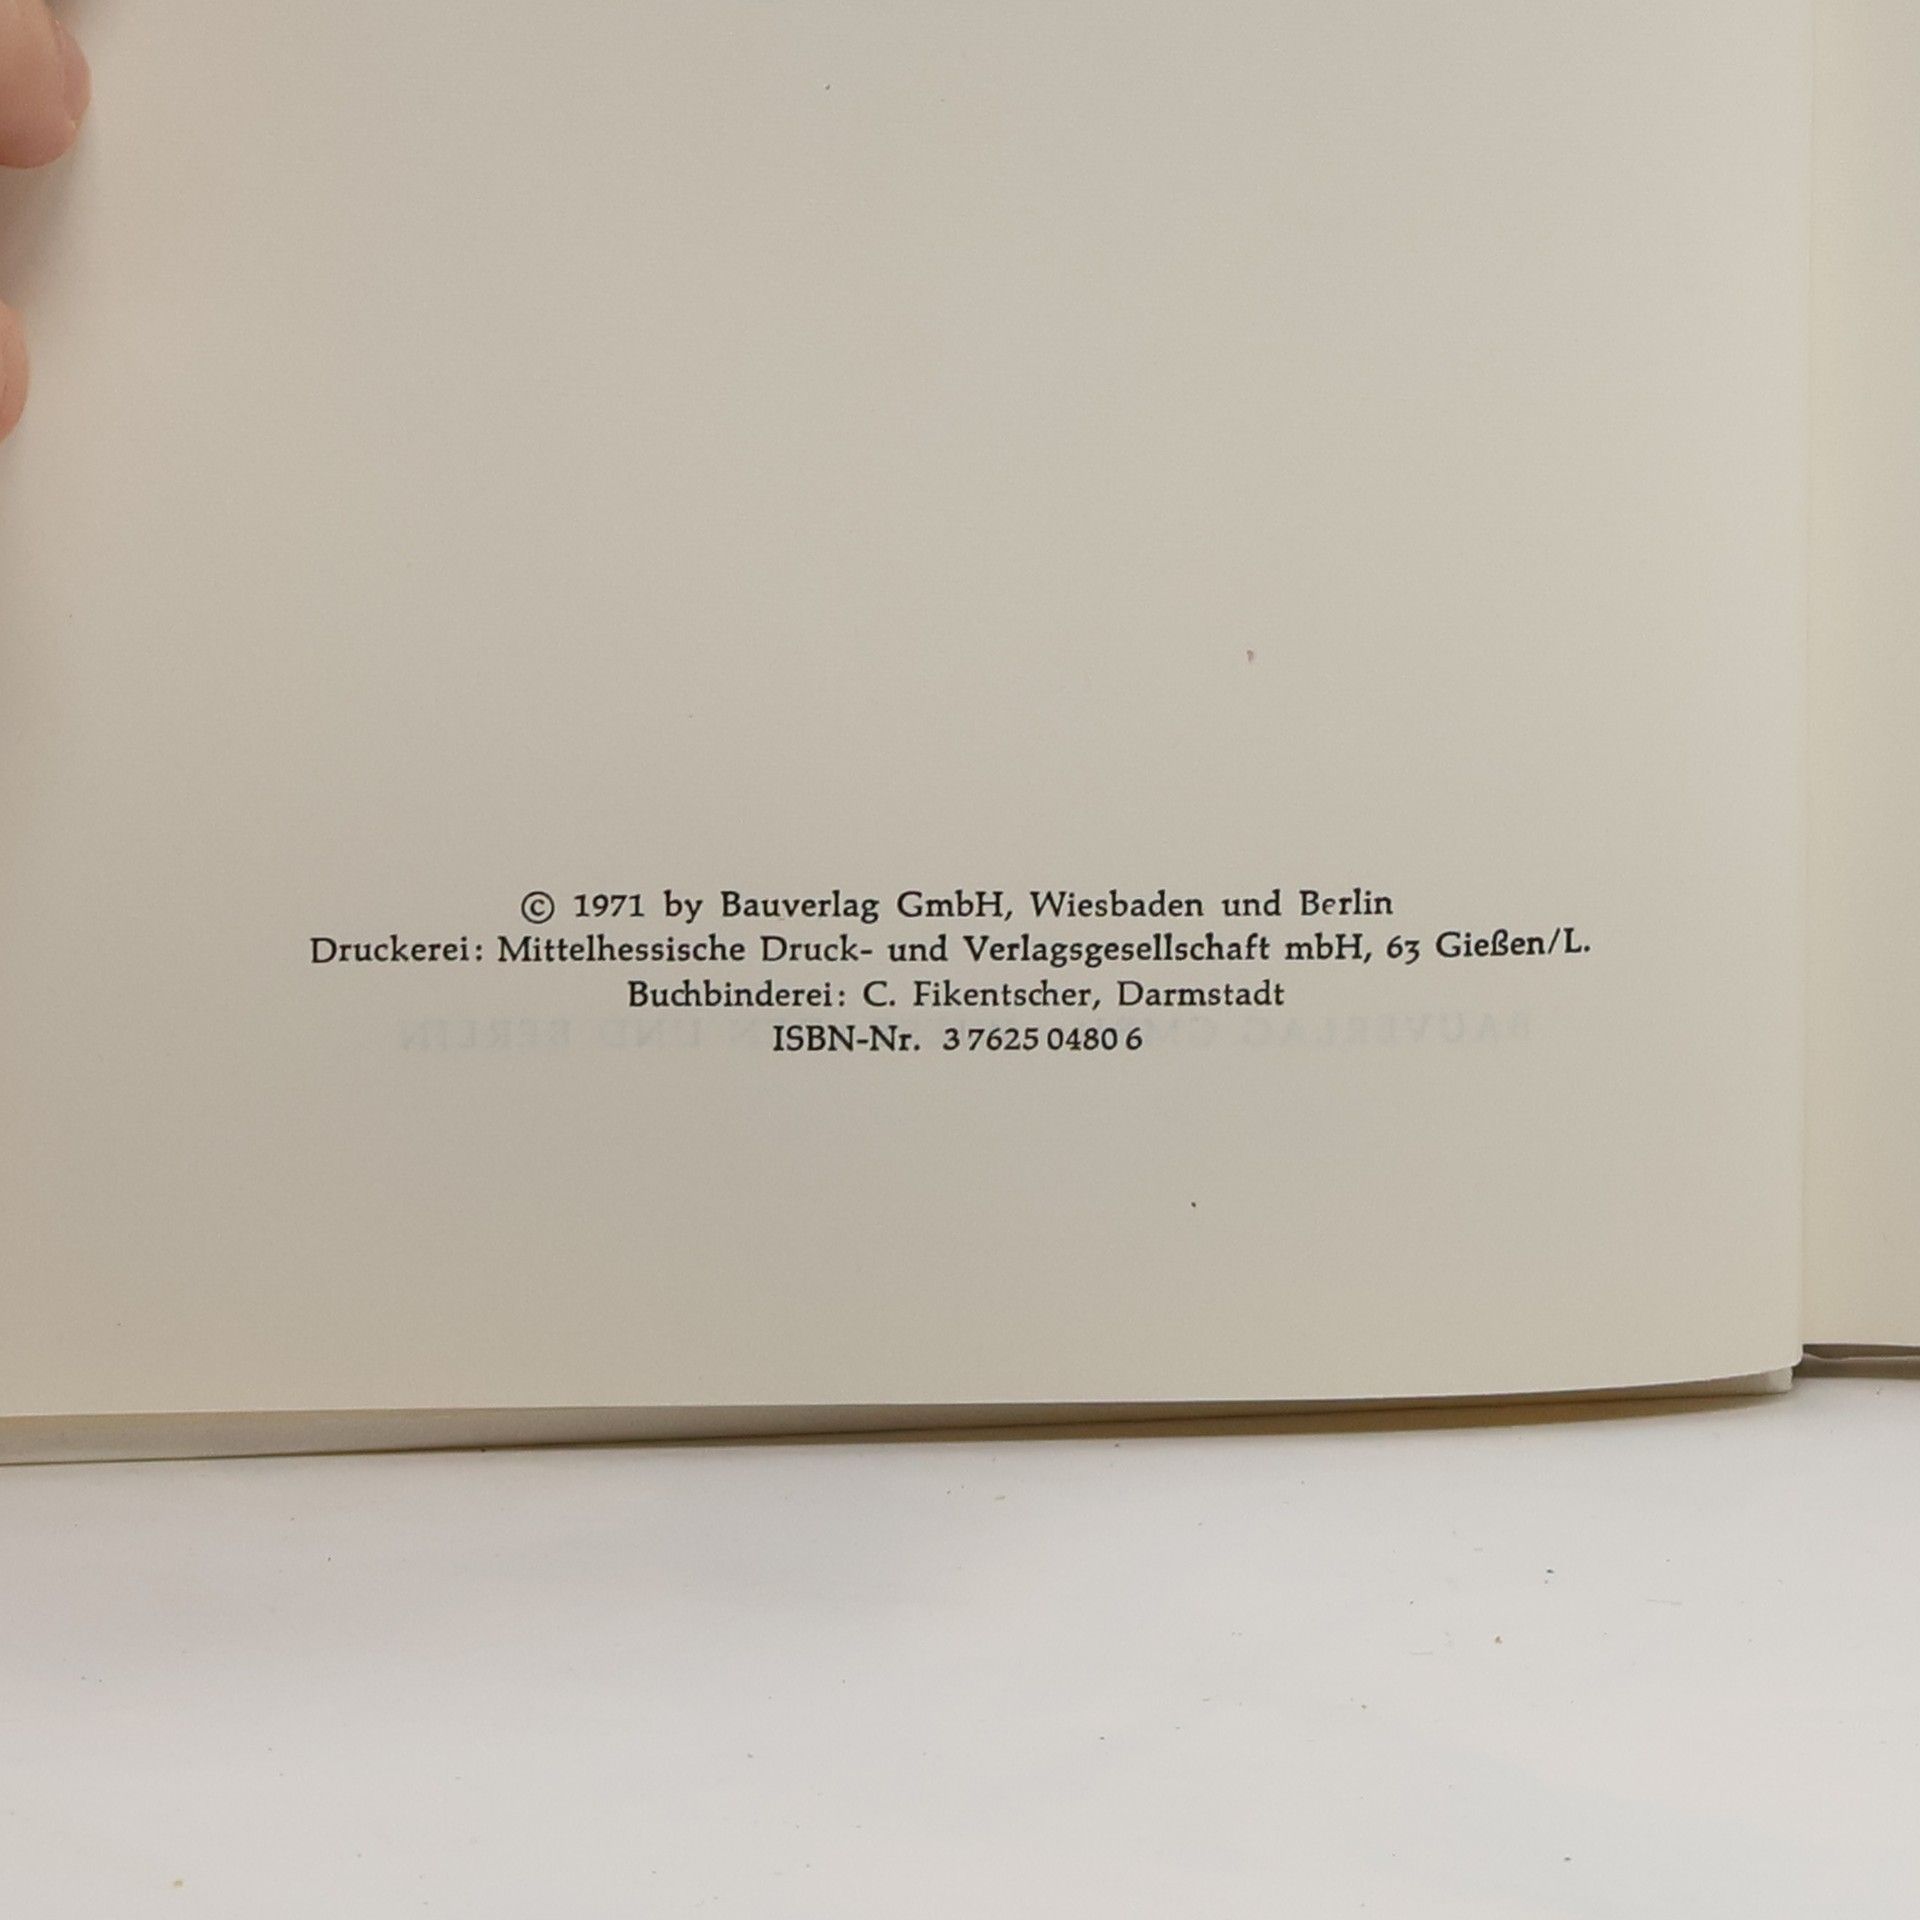 © 1971 by Bauverlag GmbH, Wiesbaden und Berlin
Druckerei: Mittelhessische Druck- und Verlagsgesellschaft mbH, 63 Gießen/L.
Buchbinderei: C. Fikentscher, Darmstadt
ISBN-Nr. 3 7625 0480 6